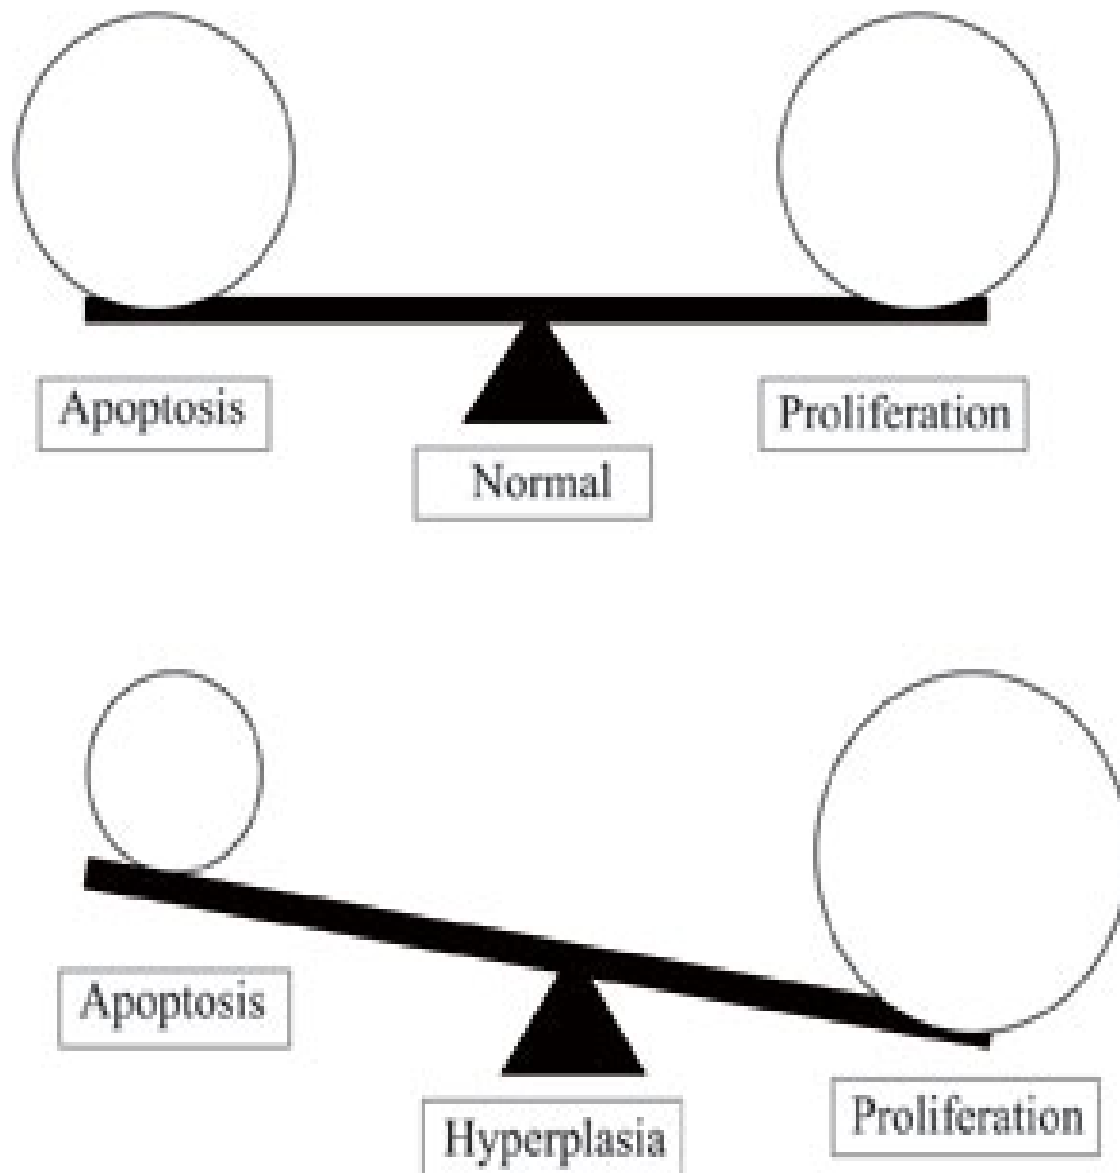 Apoptosis
Proliferation
Normal
Apoptosis
Proliferation
Hyperplasia